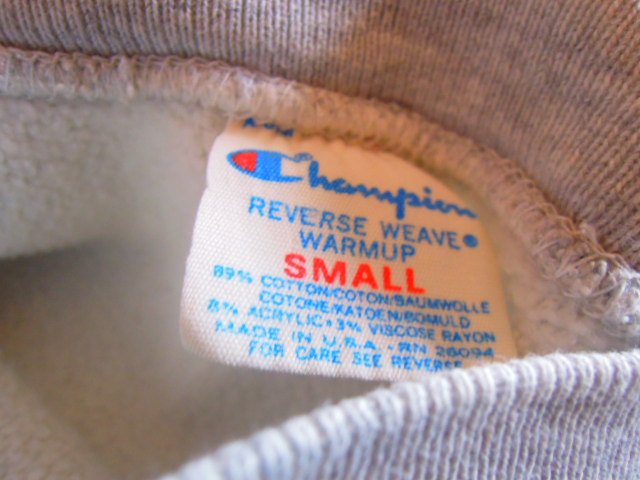 Champion
REVERSE WEAVE®
WARMUP
SMALL
89% COTTON/COTON/BAUMWOLLE
COTONE/KATOEN/BOMULD
8% ACRYLIC•3% VISCOSE RAYON
MADE IN U.S.A. - RN 26094
FOR CARE SEE REVERSE